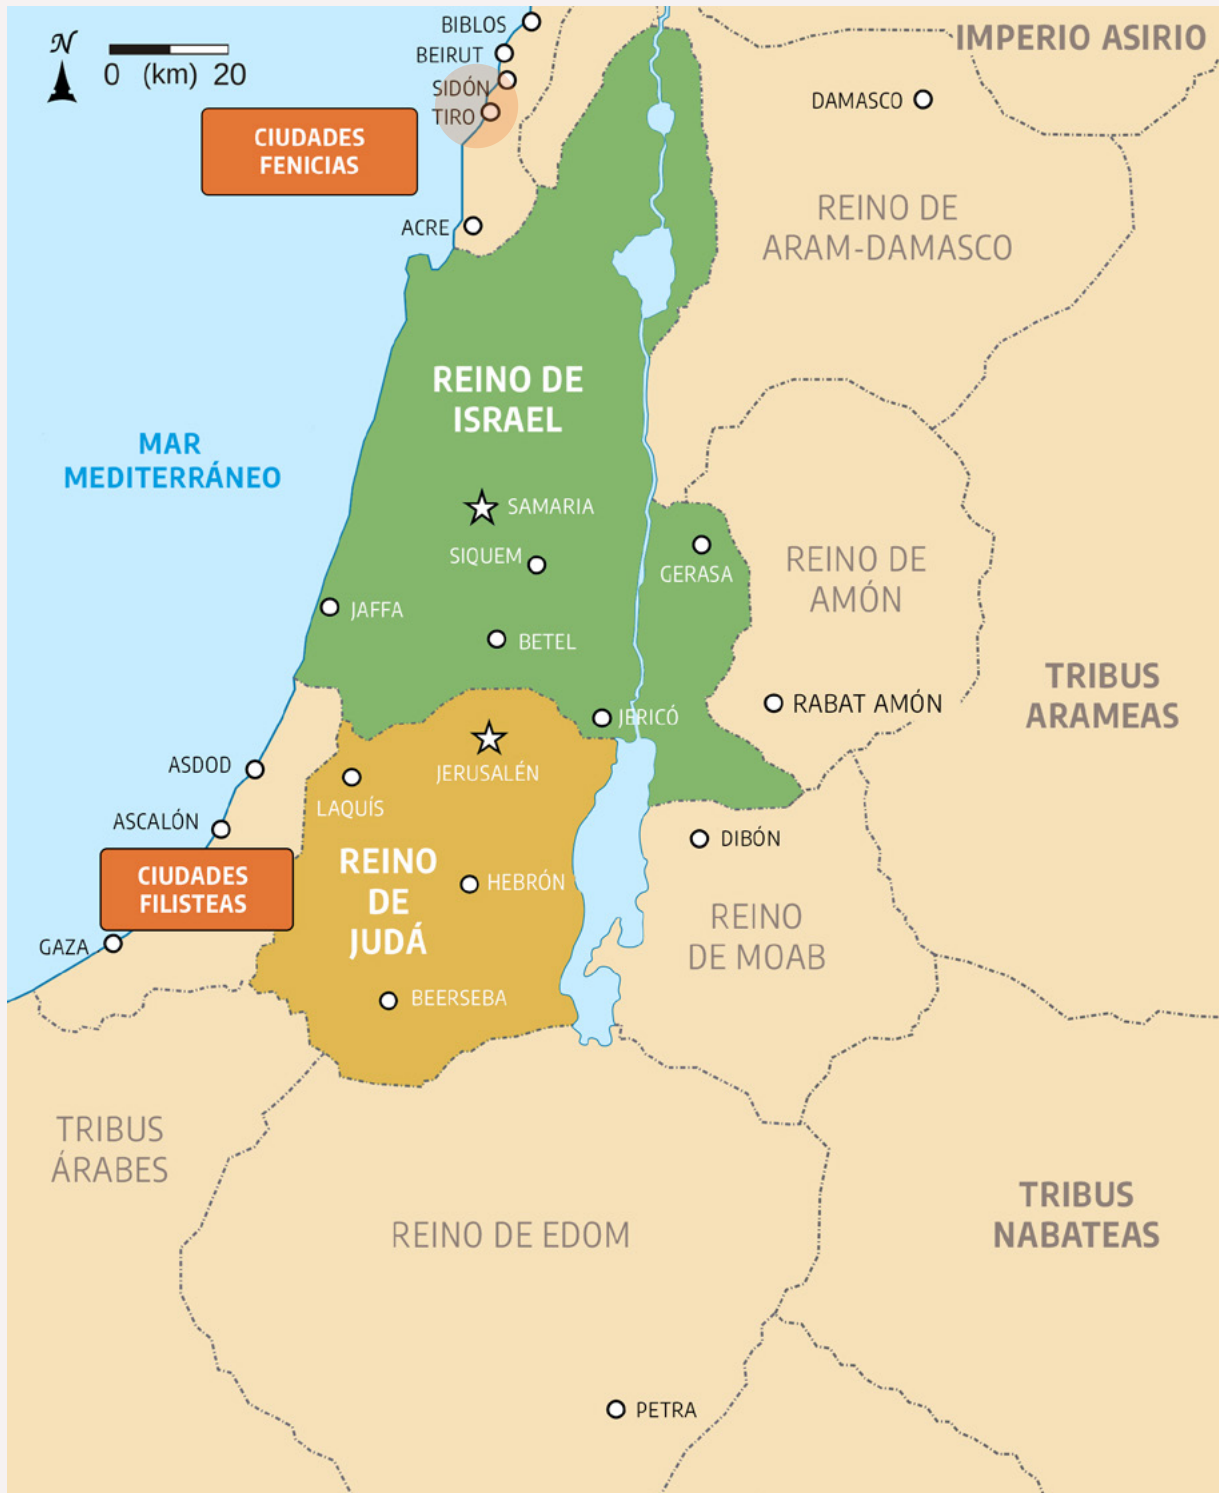 BIBLOS
IMPERIO ASIRIO
N
BEIRUT
0 (km) 20
SIDÓN
DAMASCO
TIRO
CIUDADES
FENICIAS
ACRE
REINO DE
ARAM-DAMASCO
REINO DE
ISRAEL
MAR
MEDITERRÁNEO
SAMARIA
SIQUEM
GERASA
REINO DE
AMÓN
JAFFA
BETEL
TRIBUS
ARAMEAS
RABAT AMÓN
JERICÓ
ASDOD
JERUSALÉN
LAQUÍS
ASCALÓN
DIBÓN
CIUDADES
FILISTEAS
REINO
DE
JUDÁ
HEBRÓN
REINO
DE MOAB
GAZA
BEERSEBA
TRIBUS
ÁRABES
TRIBUS
NABATEAS
REINO DE EDOM
PETRA